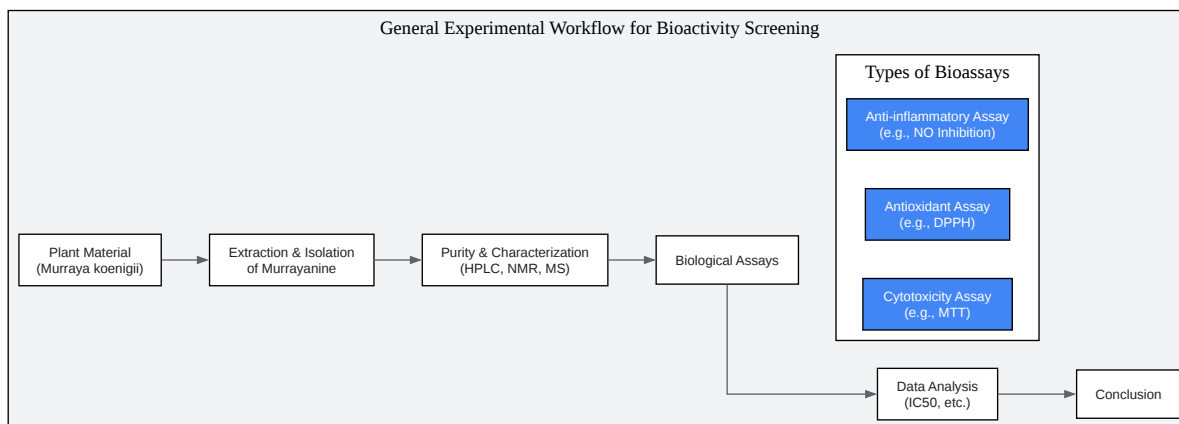 General Experimental Workflow for Bioactivity Screening
Types of Bioassays
Anti-inflammatory Assay
(e.g., NO Inhibition)
Antioxidant Assay
(e.g., DPPH)
Cytotoxicity Assay
(e.g., MTT)
Plant Material
(Murraya koenigii)
Extraction & Isolation
of Murrayanine
Purity & Characterization
(HPLC, NMR, MS)
Biological Assays
Data Analysis
(IC50, etc.)
Conclusion